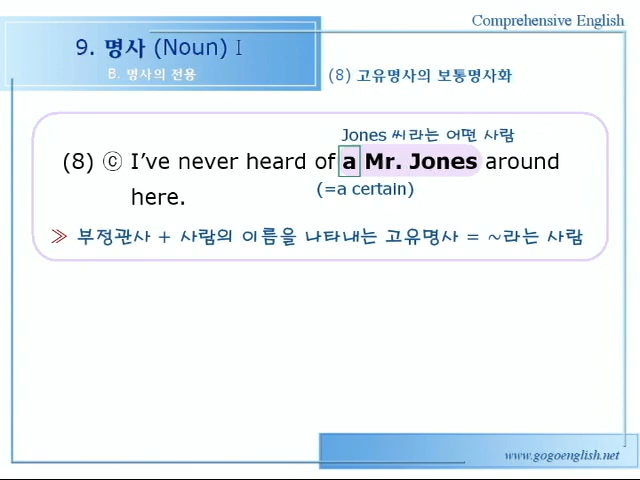 Comprehensive English
9. 명사 (Noun) I
B. 명사의 전용
(8) 고유명사의 보통명사화
Jones 씨라는 어떤 사람
(8) ⓒ I’ve never heard of a Mr. Jones around
(=a certain)
here.
≫ 부정관사 + 사람의 이름을 나타내는 고유명사 = ~라는 사람
www.gogoenglish.net